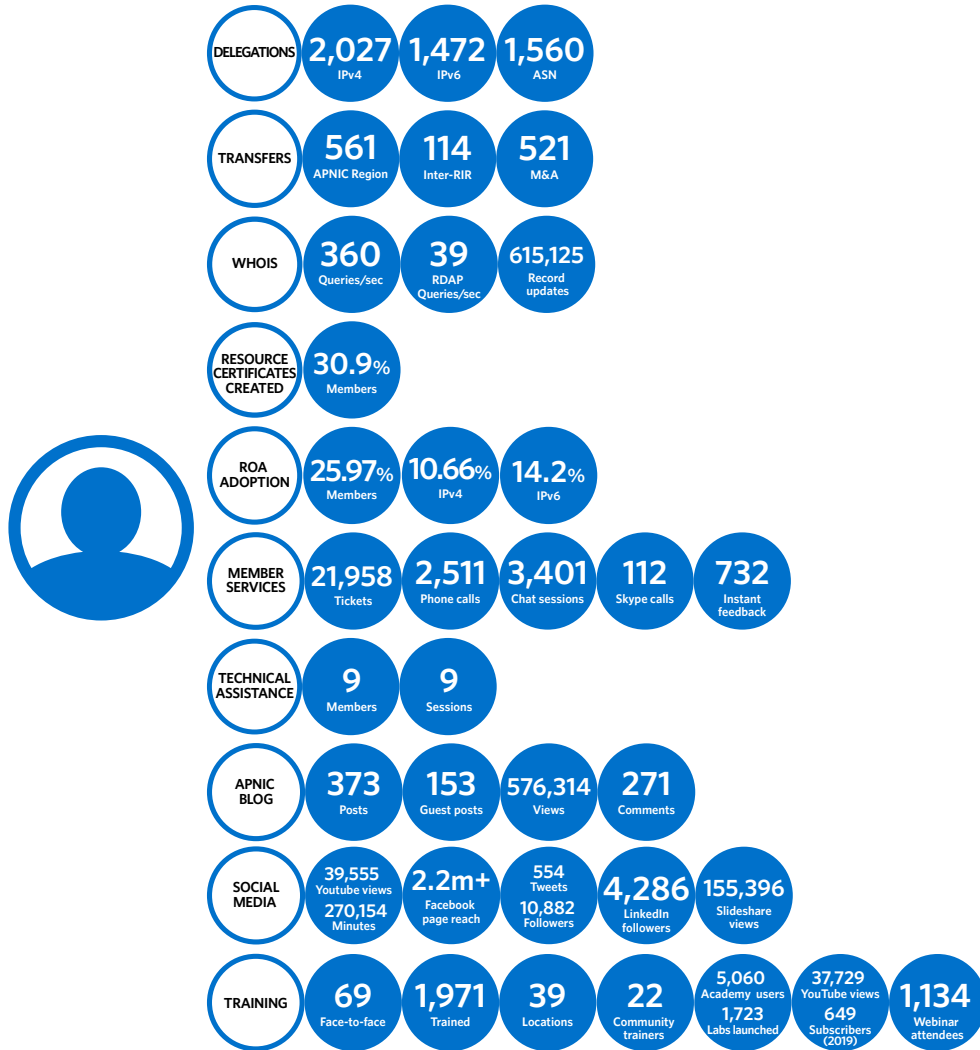 DELEGATIONS
2,027
IPv4
1,472
IPv6
1,560
ASN
TRANSFERS
561
APNIC Region
114
Inter-RIR
521
M&A
WHOIS
360
Queries/sec
39
RDAP
Queries/sec
615,125
Record
updates
RESOURCE
CERTIFICATES
CREATED
30.9%
Members
ROA
ADOPTION
25.97%
Members
10.66%
IPv4
14.2%
IPv6
MEMBER
SERVICES
21,958
Tickets
2,511
Phone calls
3,401
Chat sessions
112
Skype calls
732
Instant
feedback
TECHNICAL
ASSISTANCE
9
Members
9
Sessions
APNIC
BLOG
373
Posts
153
Guest posts
576,314
Views
271
Comments
SOCIAL
MEDIA
39,555
Youtube views
270,154
Minutes
2.2m+
Facebook
page reach
554
Tweets
10,882
Followers
4,286
LinkedIn
followers
155,396
Slideshare
views
TRAINING
69
Face-to-face
1,971
Trained
39
Locations
22
Community
trainers
5,060
Academy users
1,723
Labs launched
37,729
YouTube views
649
Subscribers
(2019)
1,134
Webinar
attendees